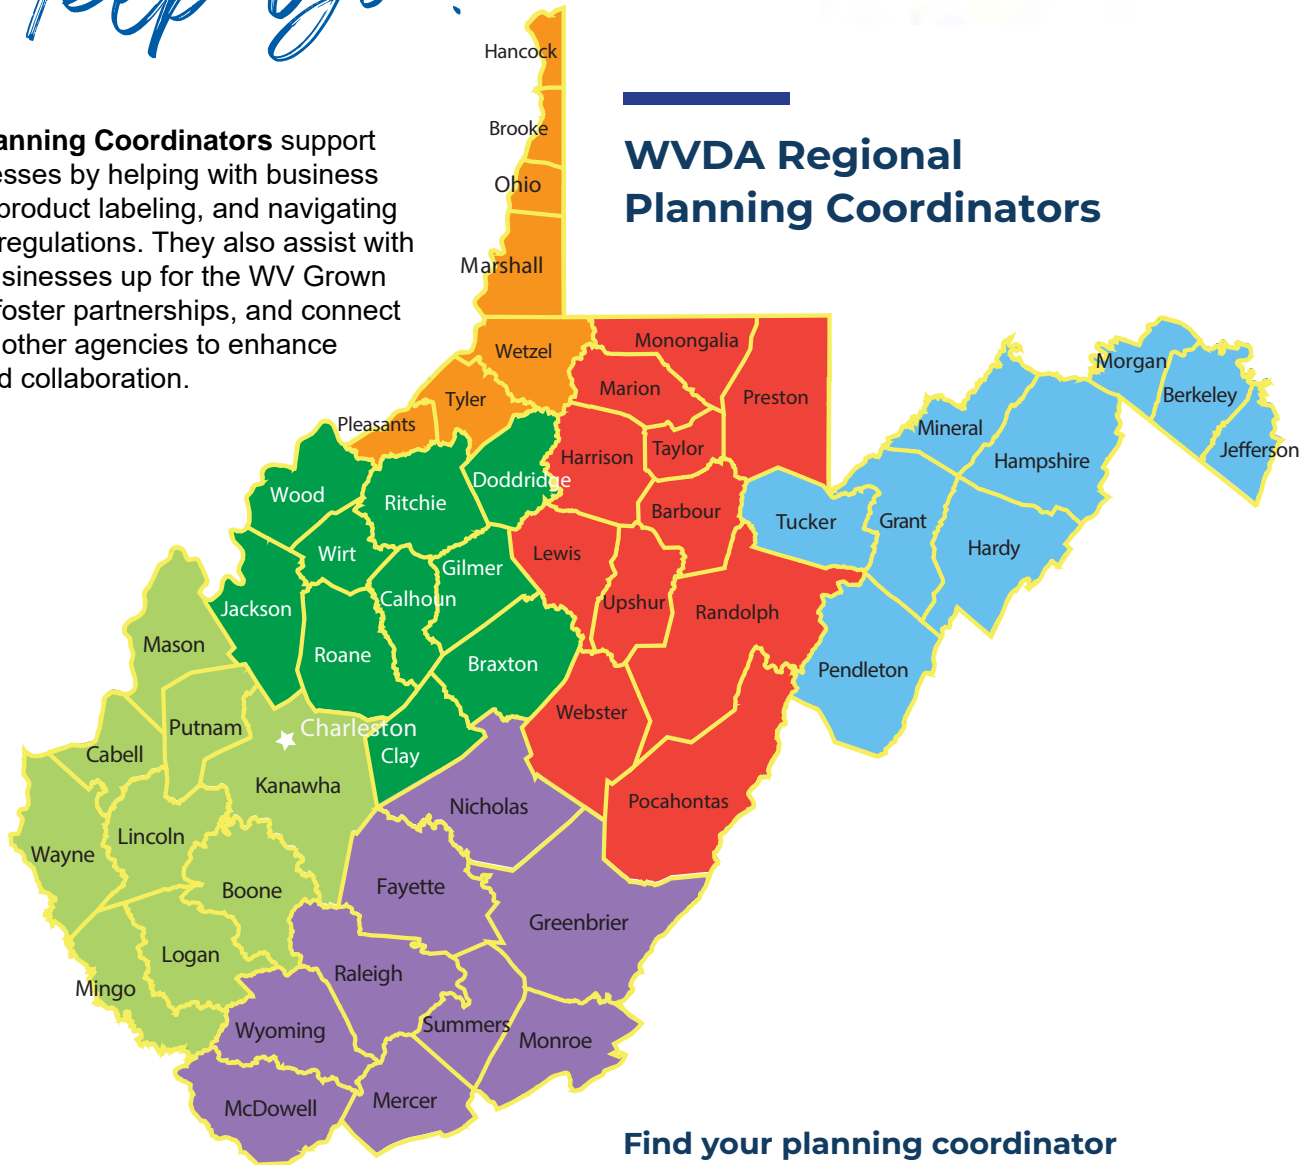 anning Coordinators support
esses by helping with business
product labeling, and navigating
regulations. They also assist with
sinesses up for the WV Grown
foster partnerships, and connect
other agencies to enhance
d collaboration.
WVDA Regional
Planning Coordinators
Hancock
Brooke
Ohio
Marshall
Wetzel
Tyler
Pleasants
Monongalia
Marion
Preston
Harrison
Taylor
Barbour
Lewis
Upshur
Randolph
Webster
Pocahontas
Morgan
Berkeley
Jefferson
Mineral
Hampshire
Tucker
Grant
Hardy
Pendleton
Doddridge
Wood
Ritchie
Wirt
Gilmer
Calhoun
Jackson
Roane
Braxton
Clay
Mason
Putnam
Charleston
Cabell
Kanawha
Lincoln
Wayne
Boone
Logan
Mingo
Nicholas
Fayette
Greenbrier
Raleigh
Summers
Monroe
Wyoming
Mercer
McDowell
Find your planning coordinator